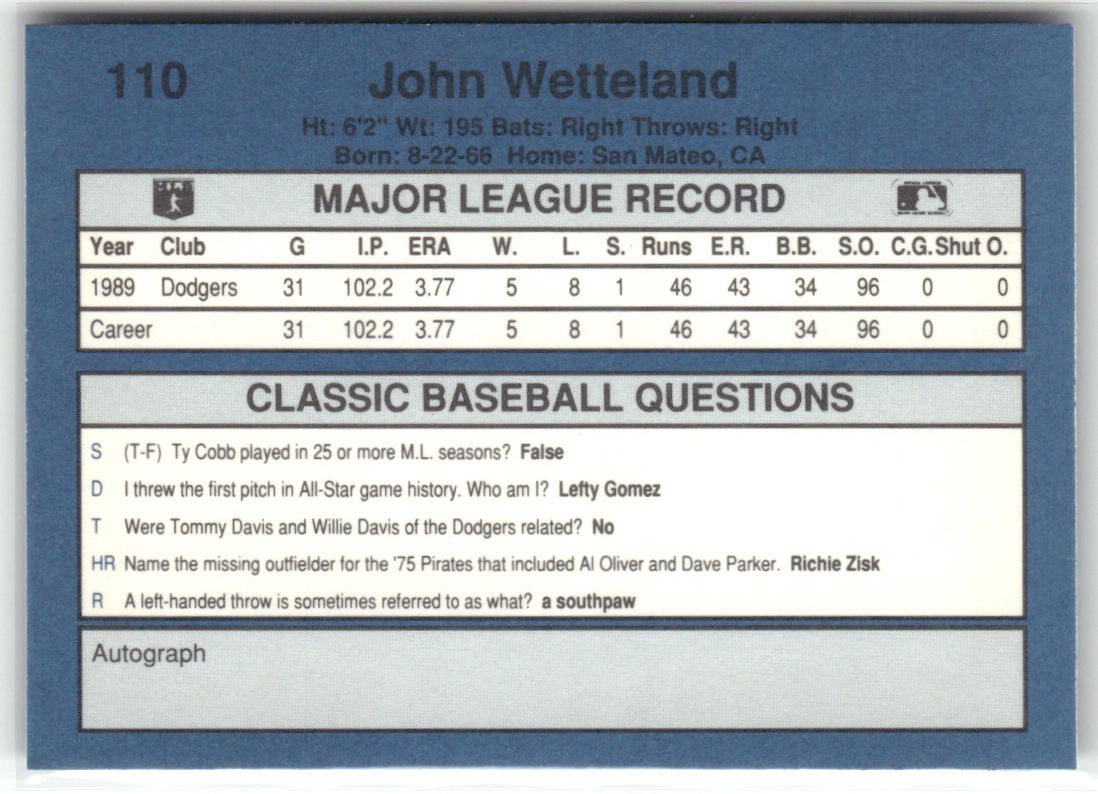 110 John Wetteland
Ht: 6'2" Wt: 195 Bats: Right Throws: Right
Born: 8-22-66 Home: San Mateo, CA
MAJOR LEAGUE RECORD
Year Club G I.P. ERA W. L. S. Runs E.R. B.B. S.O. C.G. Shut O.
1989 Dodgers 31 102.2 3.77 5 8 1 46 43 34 96 0 0
Career 31 102.2 3.77 5 8 1 46 43 34 96 0 0
CLASSIC BASEBALL QUESTIONS
S (T-F) Ty Cobb played in 25 or more M.L. seasons? False
D I threw the first pitch in All-Star game history. Who am I? Lefty Gomez
T Were Tommy Davis and Willie Davis of the Dodgers related? No
HR Name the missing outfielder for the '75 Pirates that included Al Oliver and Dave Parker. Richie Zisk
R A left-handed throw is sometimes referred to as what? a southpaw
Autograph